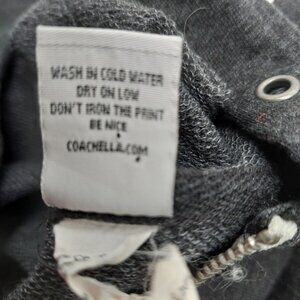 WASH IN COLD WATER
DRY ON LOW
DON'T IRON THE PRINT
BE NICE
COACHELLA.COM